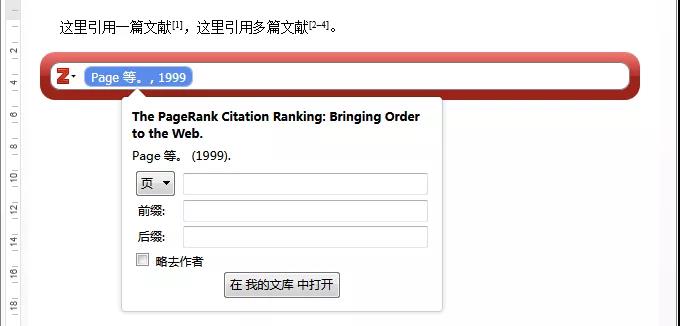 这里引用一篇文献[1]，这里引用多篇文献[2–4]。
Z Page 等。, 1999
The PageRank Citation Ranking: Bringing Order
to the Web.
Page 等。 (1999).
页
前缀:
后缀:
略去作者
在 我的文库 中打开
2
4
6
8
10
12
14
16
18